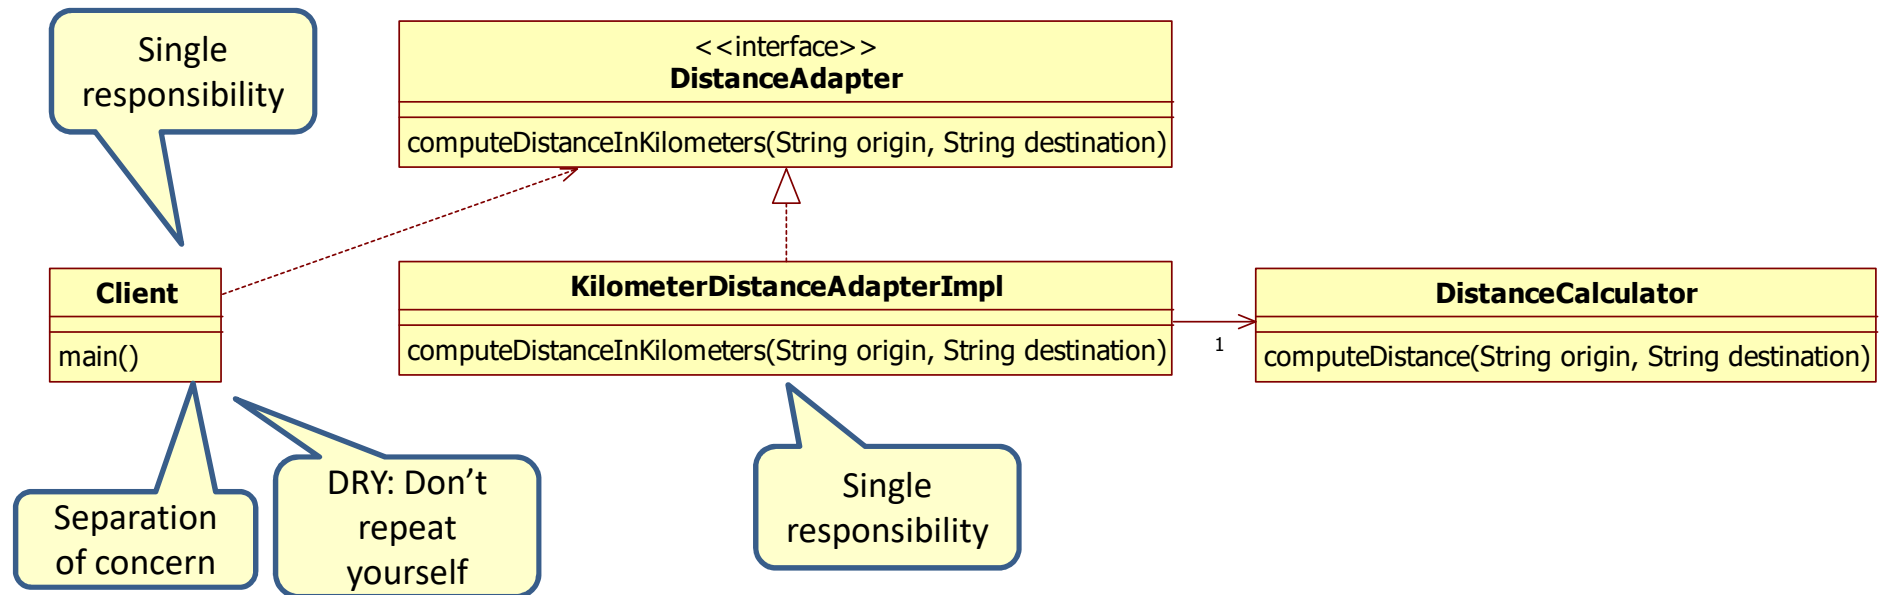 Single
responsibility
<<interface>>
DistanceAdapter
computeDistanceInKilometers(String origin, String destination)
Client
main()
KilometerDistanceAdapterImpl
computeDistanceInKilometers(String origin, String destination)
1
DistanceCalculator
computeDistance(String origin, String destination)
Separation
of concern
DRY: Don’t
repeat
yourself
Single
responsibility